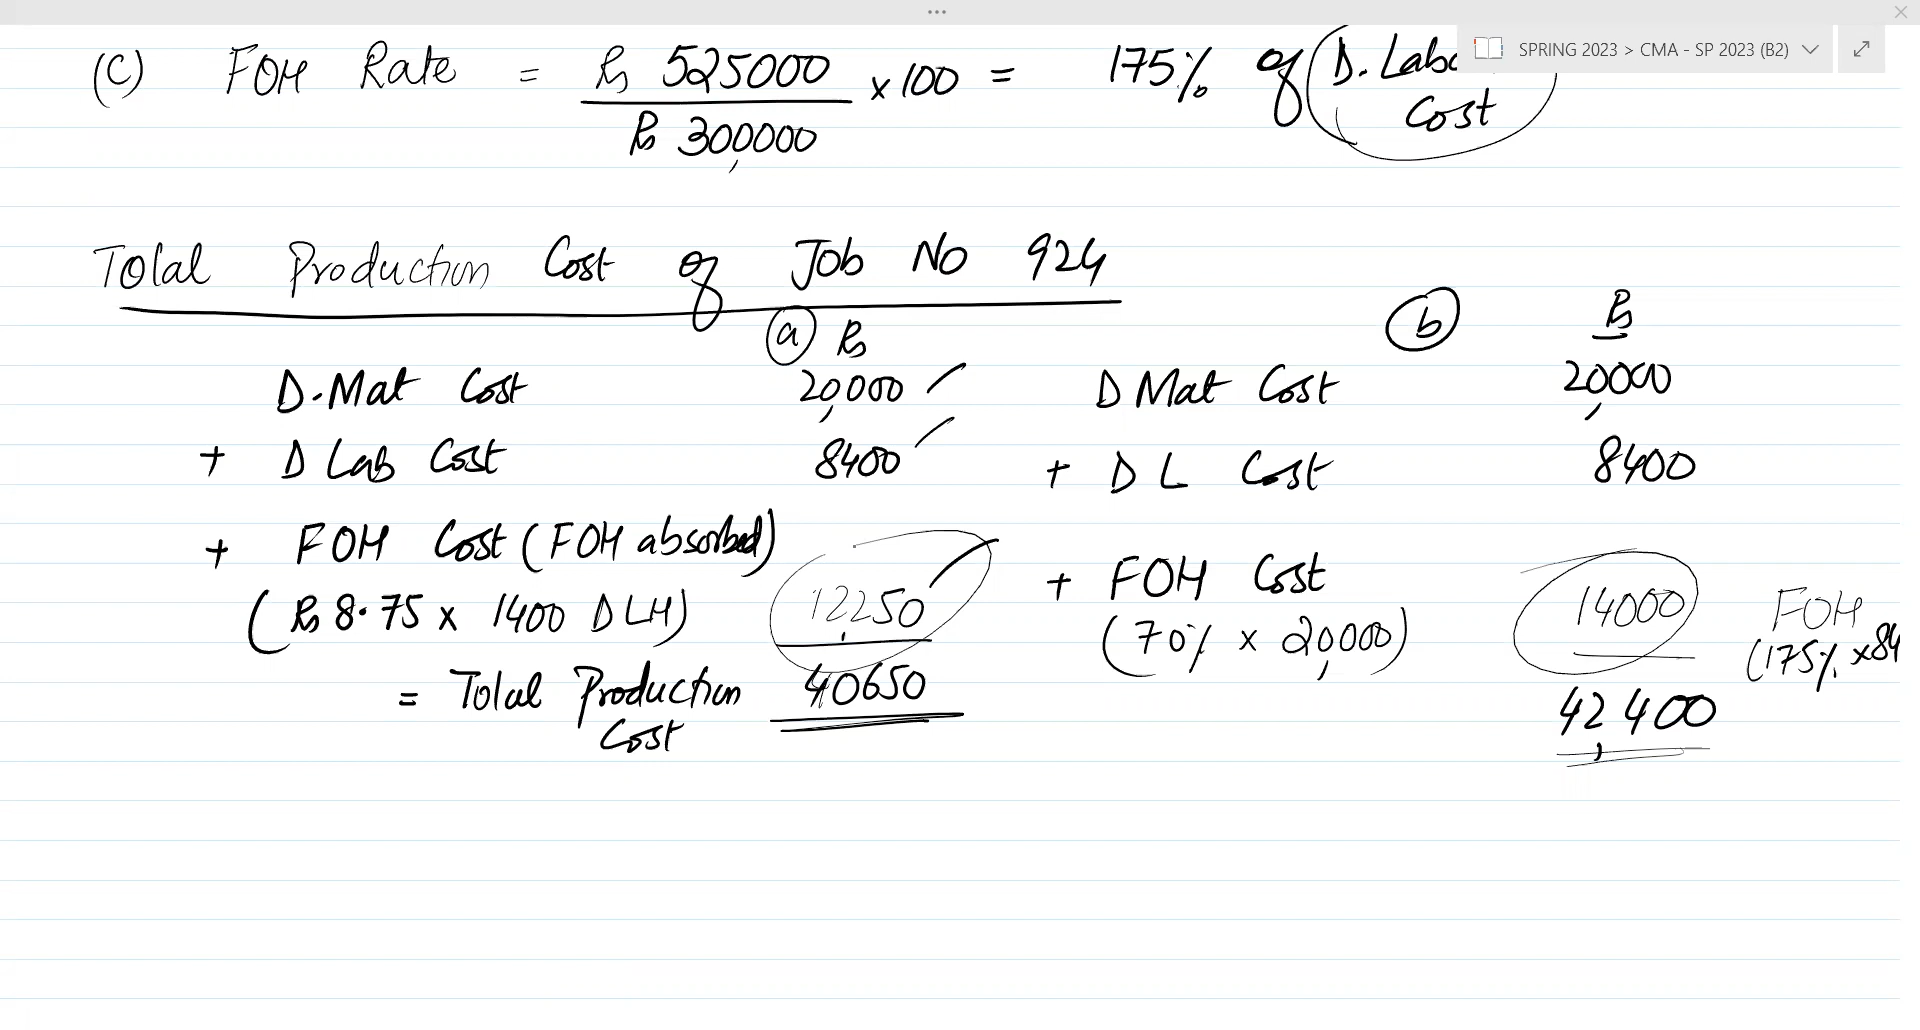 SPRING 2023 > CMA - SP 2023 (B2)
(C) FOH Rate = Rs 525000 / Rs 300,000 × 100 = 175% of D. Labo Cost
Total Production Cost of Job No 924
(a) Rs
D. Mat Cost 20,000
+ D Lab Cost 8400
+ FOH Cost (FOH absorbed)
(Rs 8.75 x 1400 DLH) 12,250
= Total Production Cost 40650
(b) Rs
D Mat Cost 20,000
+ D L Cost 8400
+ FOH Cost 14000
(70% x 20,000)
42,400
FOH
(175% x84